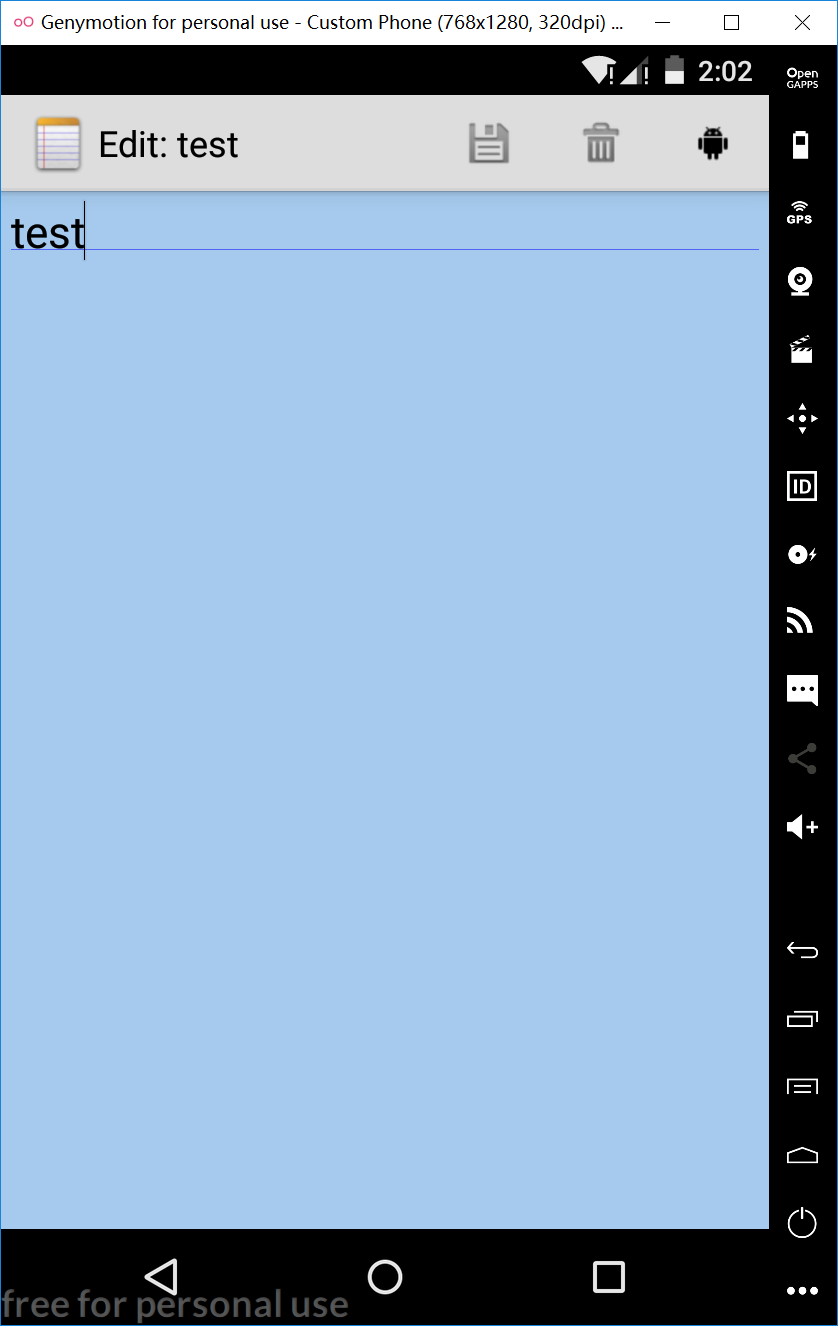 Genymotion for personal use - Custom Phone (768x1280, 320dpi) ...
2:02
Open
GAPPS
Edit: test
test
GPS
ID
free for personal use